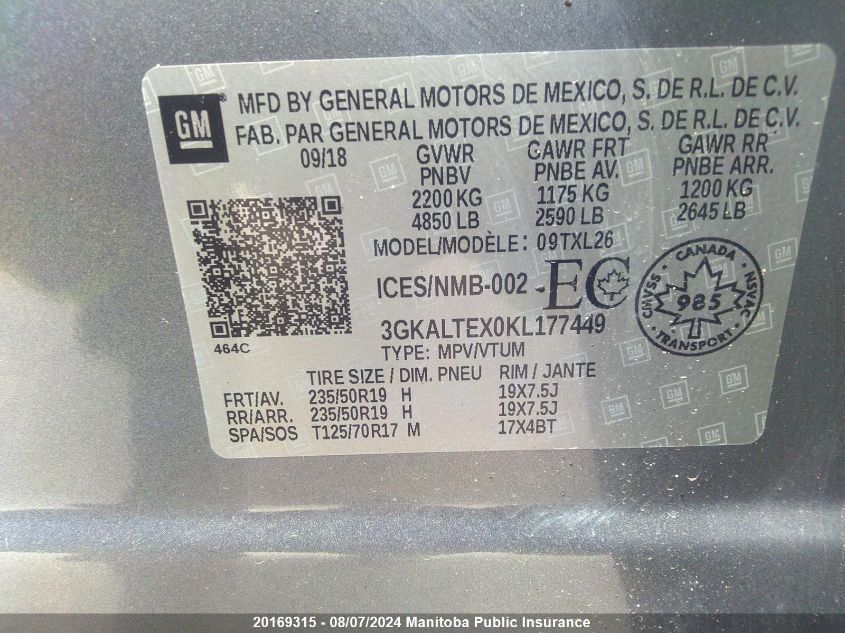 GM
MFD BY GENERAL MOTORS DE MEXICO, S. DE R.L. DE C.V.
FAB. PAR GENERAL MOTORS DE MEXICO, S. DE R.L. DE C.V.
09/18 GVWR GAWR FRT GAWR RR
PNBV PNBE AV. PNBE ARR.
2200 KG 1175 KG 1200 KG
4850 LB 2590 LB 2645 LB
MODEL/MODÈLE: 09TXL26
ICES/NMB-002 - EC
CANADA
CMVSS 985 NSVAC
TRANSPORT
3GKALTEX0KL177449
464C
TYPE: MPV/VTUM
TIRE SIZE / DIM. PNEU RIM / JANTE
FRT/AV. 235/50R19 H 19X7.5J
RR/ARR. 235/50R19 H 19X7.5J
SPA/SOS T125/70R17 M 17X4BT
20169315 - 08/07/2024 Manitoba Public Insurance